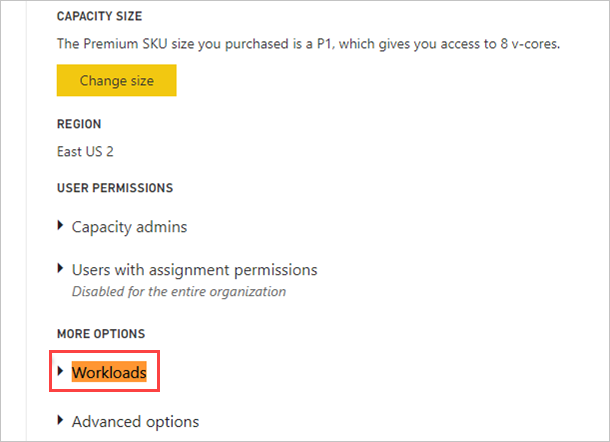 CAPACITY SIZE
The Premium SKU size you purchased is a P1, which gives you access to 8 v-cores.
Change size
REGION
East US 2
USER PERMISSIONS
Capacity admins
Users with assignment permissions
Disabled for the entire organization
MORE OPTIONS
Workloads
Advanced options